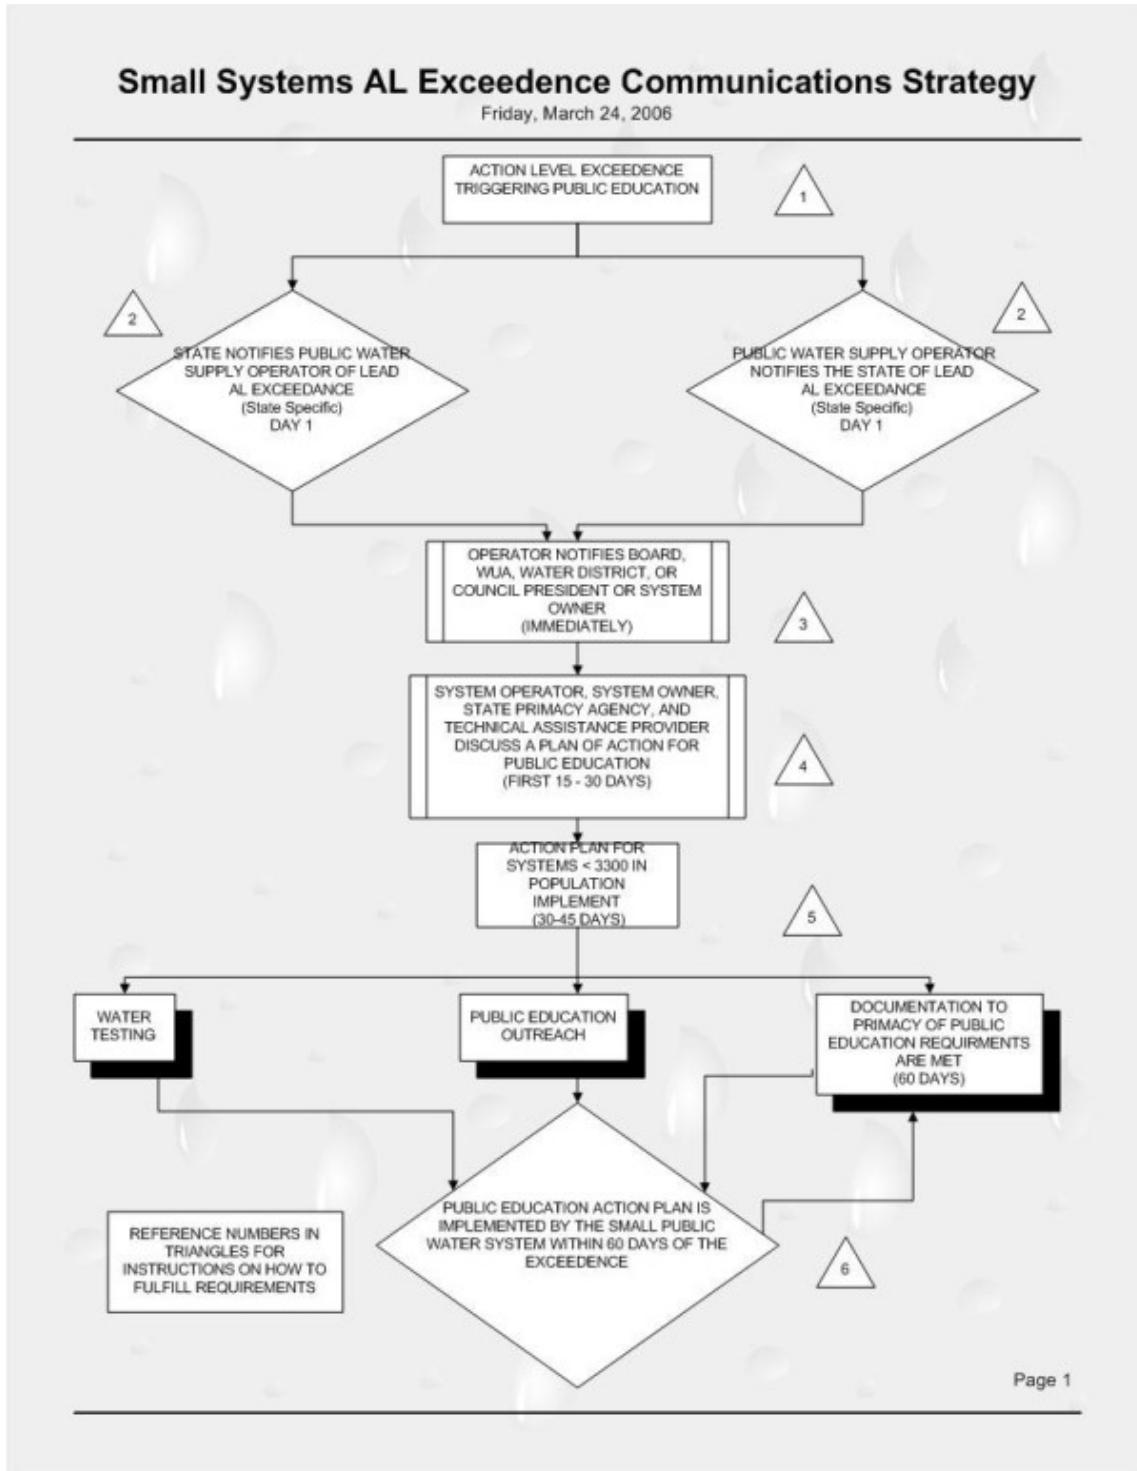 Small Systems AL Exceedence Communications Strategy
Friday, March 24, 2006
ACTION LEVEL EXCEEDENCE
TRIGGERING PUBLIC EDUCATION
1
2
STATE NOTIFIES PUBLIC WATER
SUPPLY OPERATOR OF LEAD
AL EXCEEDANCE
(State Specific)
DAY 1
2
PUBLIC WATER SUPPLY OPERATOR
NOTIFIES THE STATE OF LEAD
AL EXCEEDANCE
(State Specific)
DAY 1
OPERATOR NOTIFIES BOARD,
WUA, WATER DISTRICT, OR
COUNCIL PRESIDENT OR SYSTEM
OWNER
(IMMEDIATELY)
3
SYSTEM OPERATOR, SYSTEM OWNER,
STATE PRIMACY AGENCY, AND
TECHNICAL ASSISTANCE PROVIDER
DISCUSS A PLAN OF ACTION FOR
PUBLIC EDUCATION
(FIRST 15 - 30 DAYS)
4
ACTION PLAN FOR
SYSTEMS < 3300 IN
POPULATION
IMPLEMENT
(30-45 DAYS)
5
WATER
TESTING
PUBLIC EDUCATION
OUTREACH
DOCUMENTATION TO
PRIMACY OF PUBLIC
EDUCATION REQUIRMENTS
ARE MET
(60 DAYS)
PUBLIC EDUCATION ACTION PLAN IS
IMPLEMENTED BY THE SMALL PUBLIC
WATER SYSTEM WITHIN 60 DAYS OF THE
EXCEEDENCE
6
REFERENCE NUMBERS IN
TRIANGLES FOR
INSTRUCTIONS ON HOW TO
FULFILL REQUIREMENTS
Page 1